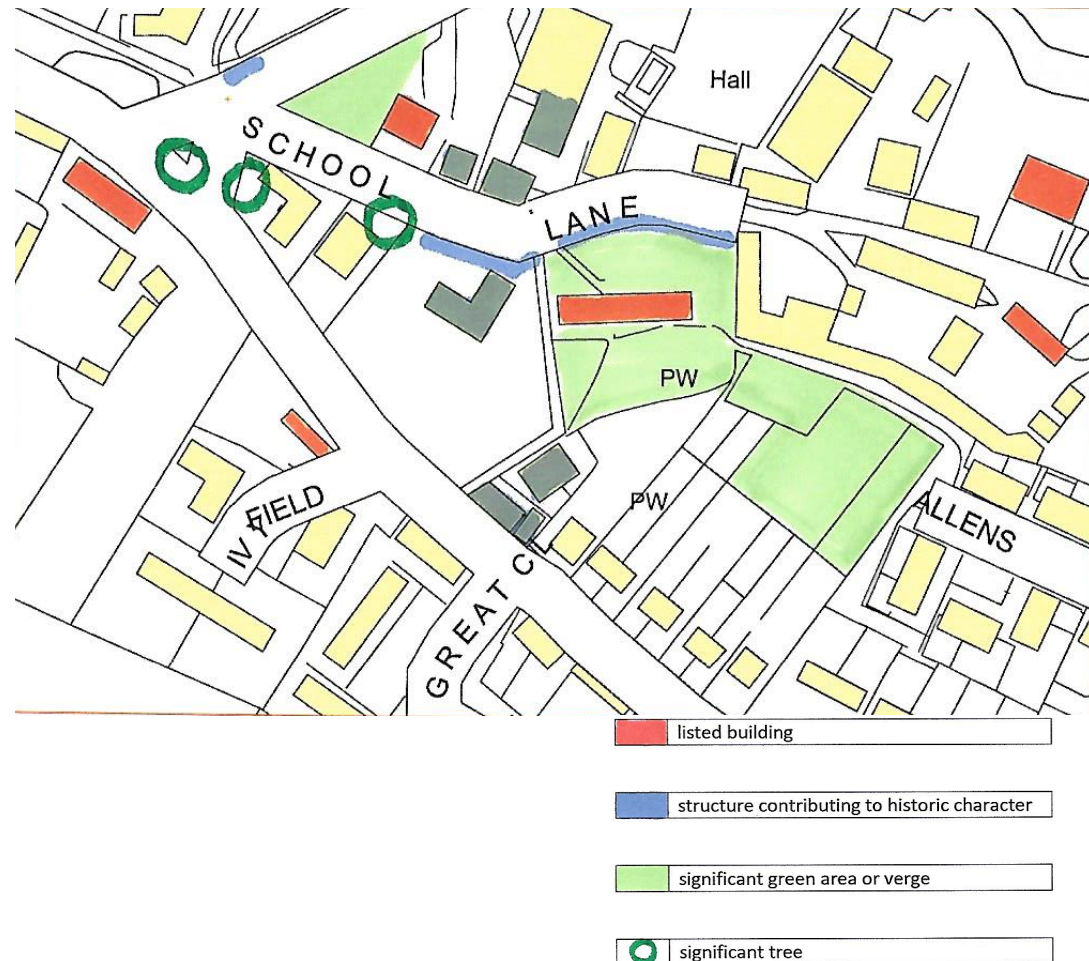 Hall
SCHOOL
LANE
PW
PW
IVY FIELD
ALLENS
GREAT C
listed building
structure contributing to historic character
significant green area or verge
significant tree